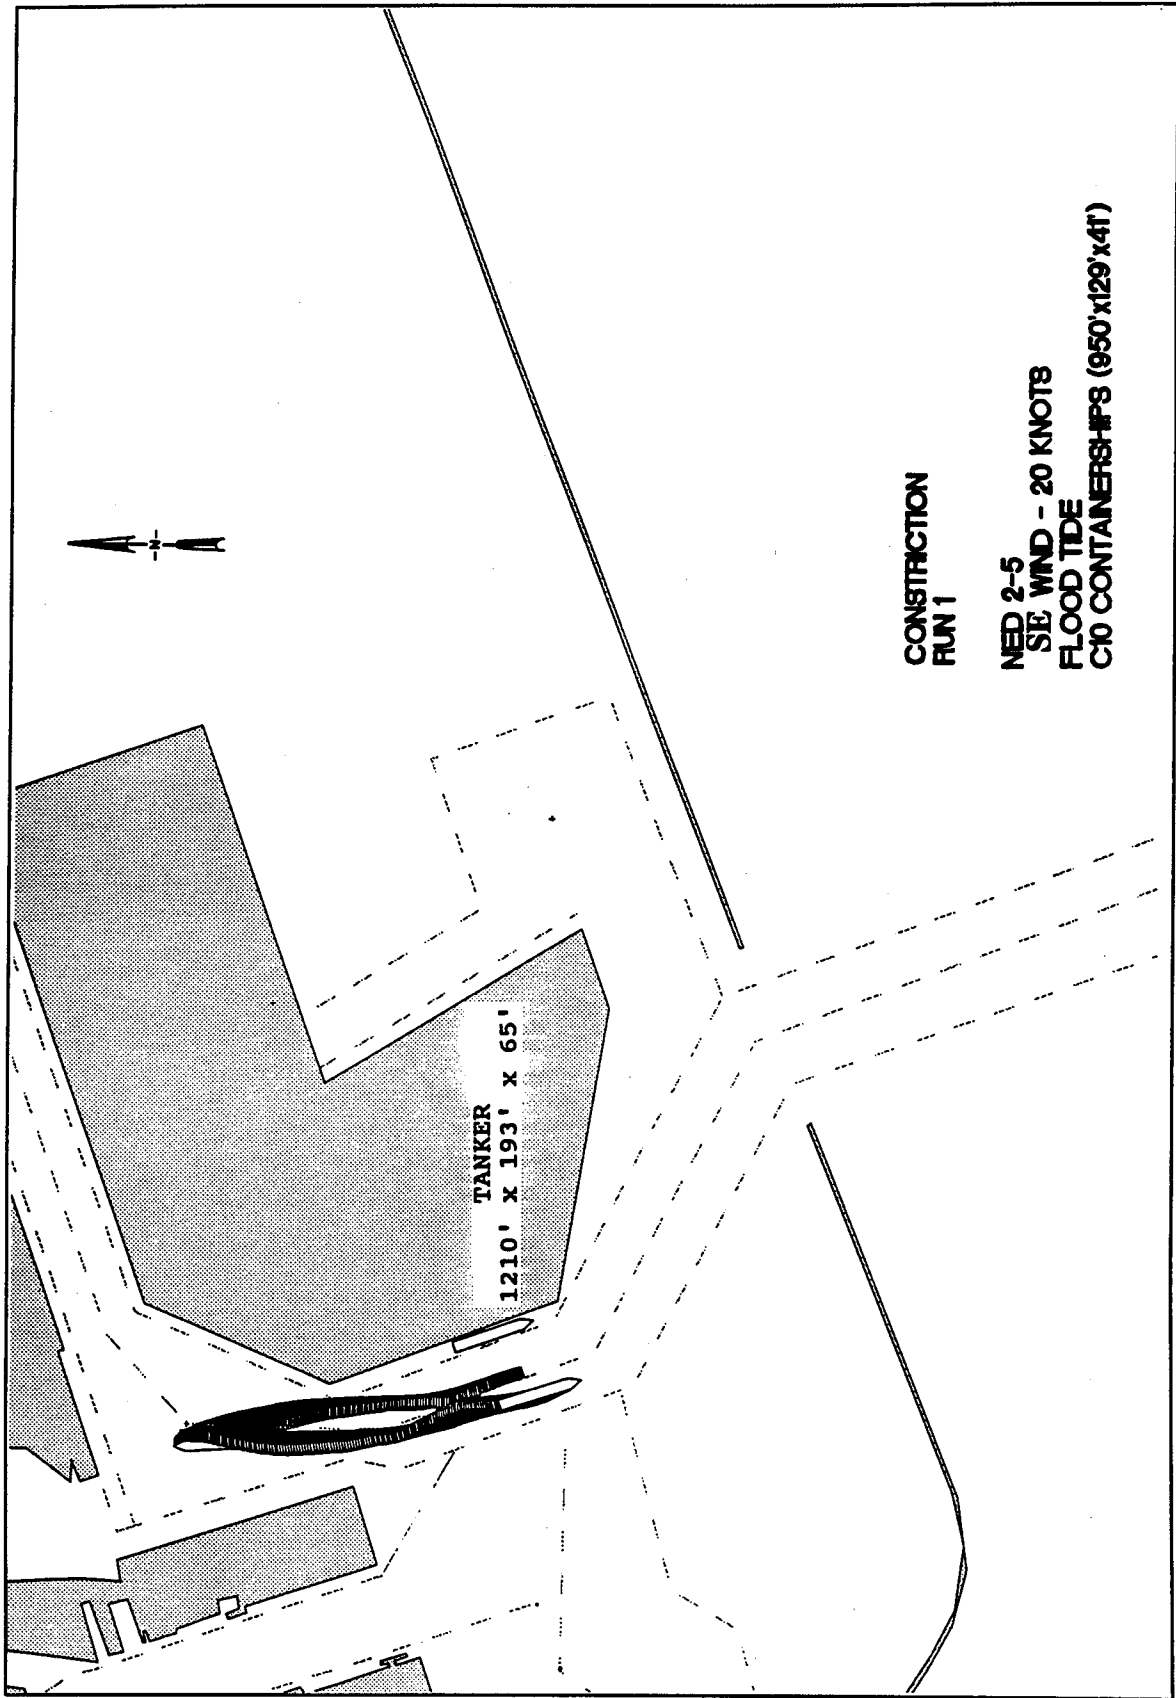 -N-
TANKER
1210' X 193' X 65'
CONSTRICTION
RUN 1
NED 2-5
SE WIND - 20 KNOTS
FLOOD TIDE
C10 CONTAINERSHIPS (950'x129'x41')